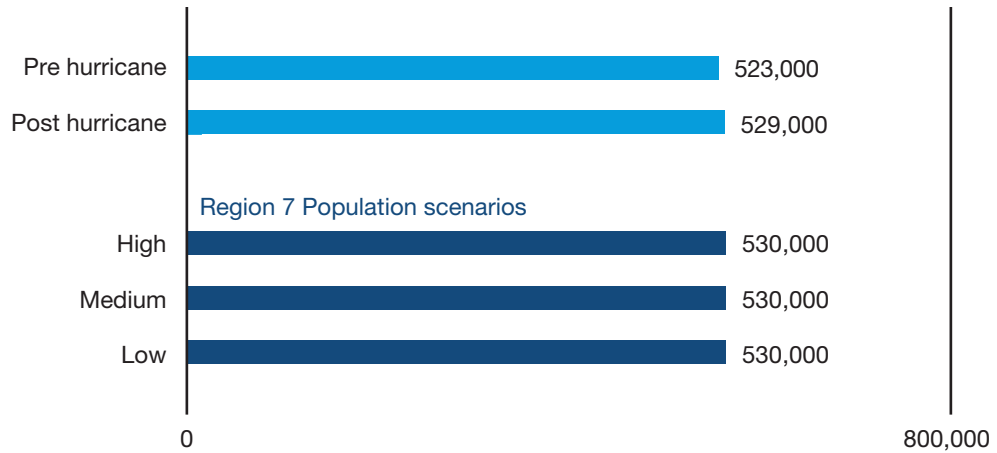 Pre hurricane 523,000
Post hurricane 529,000
Region 7 Population scenarios
High 530,000
Medium 530,000
Low 530,000
0 800,000